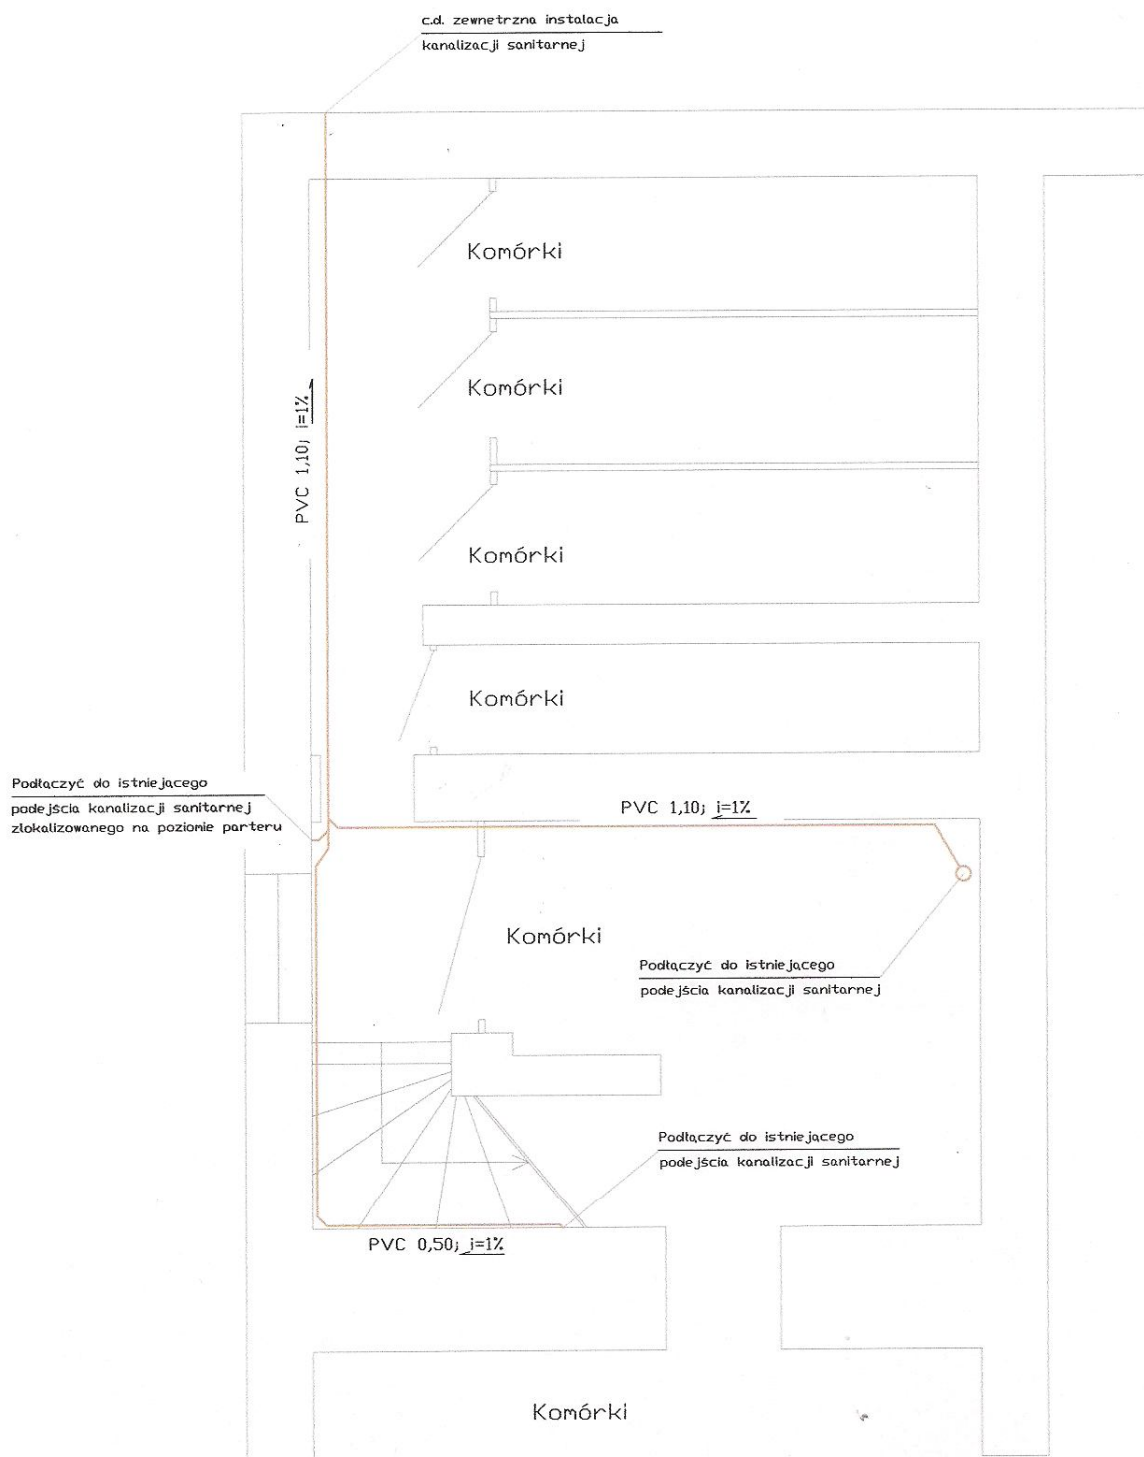 c.d. zewnetrzna instalacja
kanalizacji sanitarnej
Komórki
Komórki
PVC 1,10; i=1%
Komórki
Komórki
Podłączyć do istniejącego
podejścia kanalizacji sanitarnej
zlokalizowanego na poziomie parteru
PVC 1,10; i=1%
Komórki
Podłączyć do istniejącego
podejścia kanalizacji sanitarnej
Podłączyć do istniejącego
podejścia kanalizacji sanitarnej
PVC 0,50; i=1%
Komórki